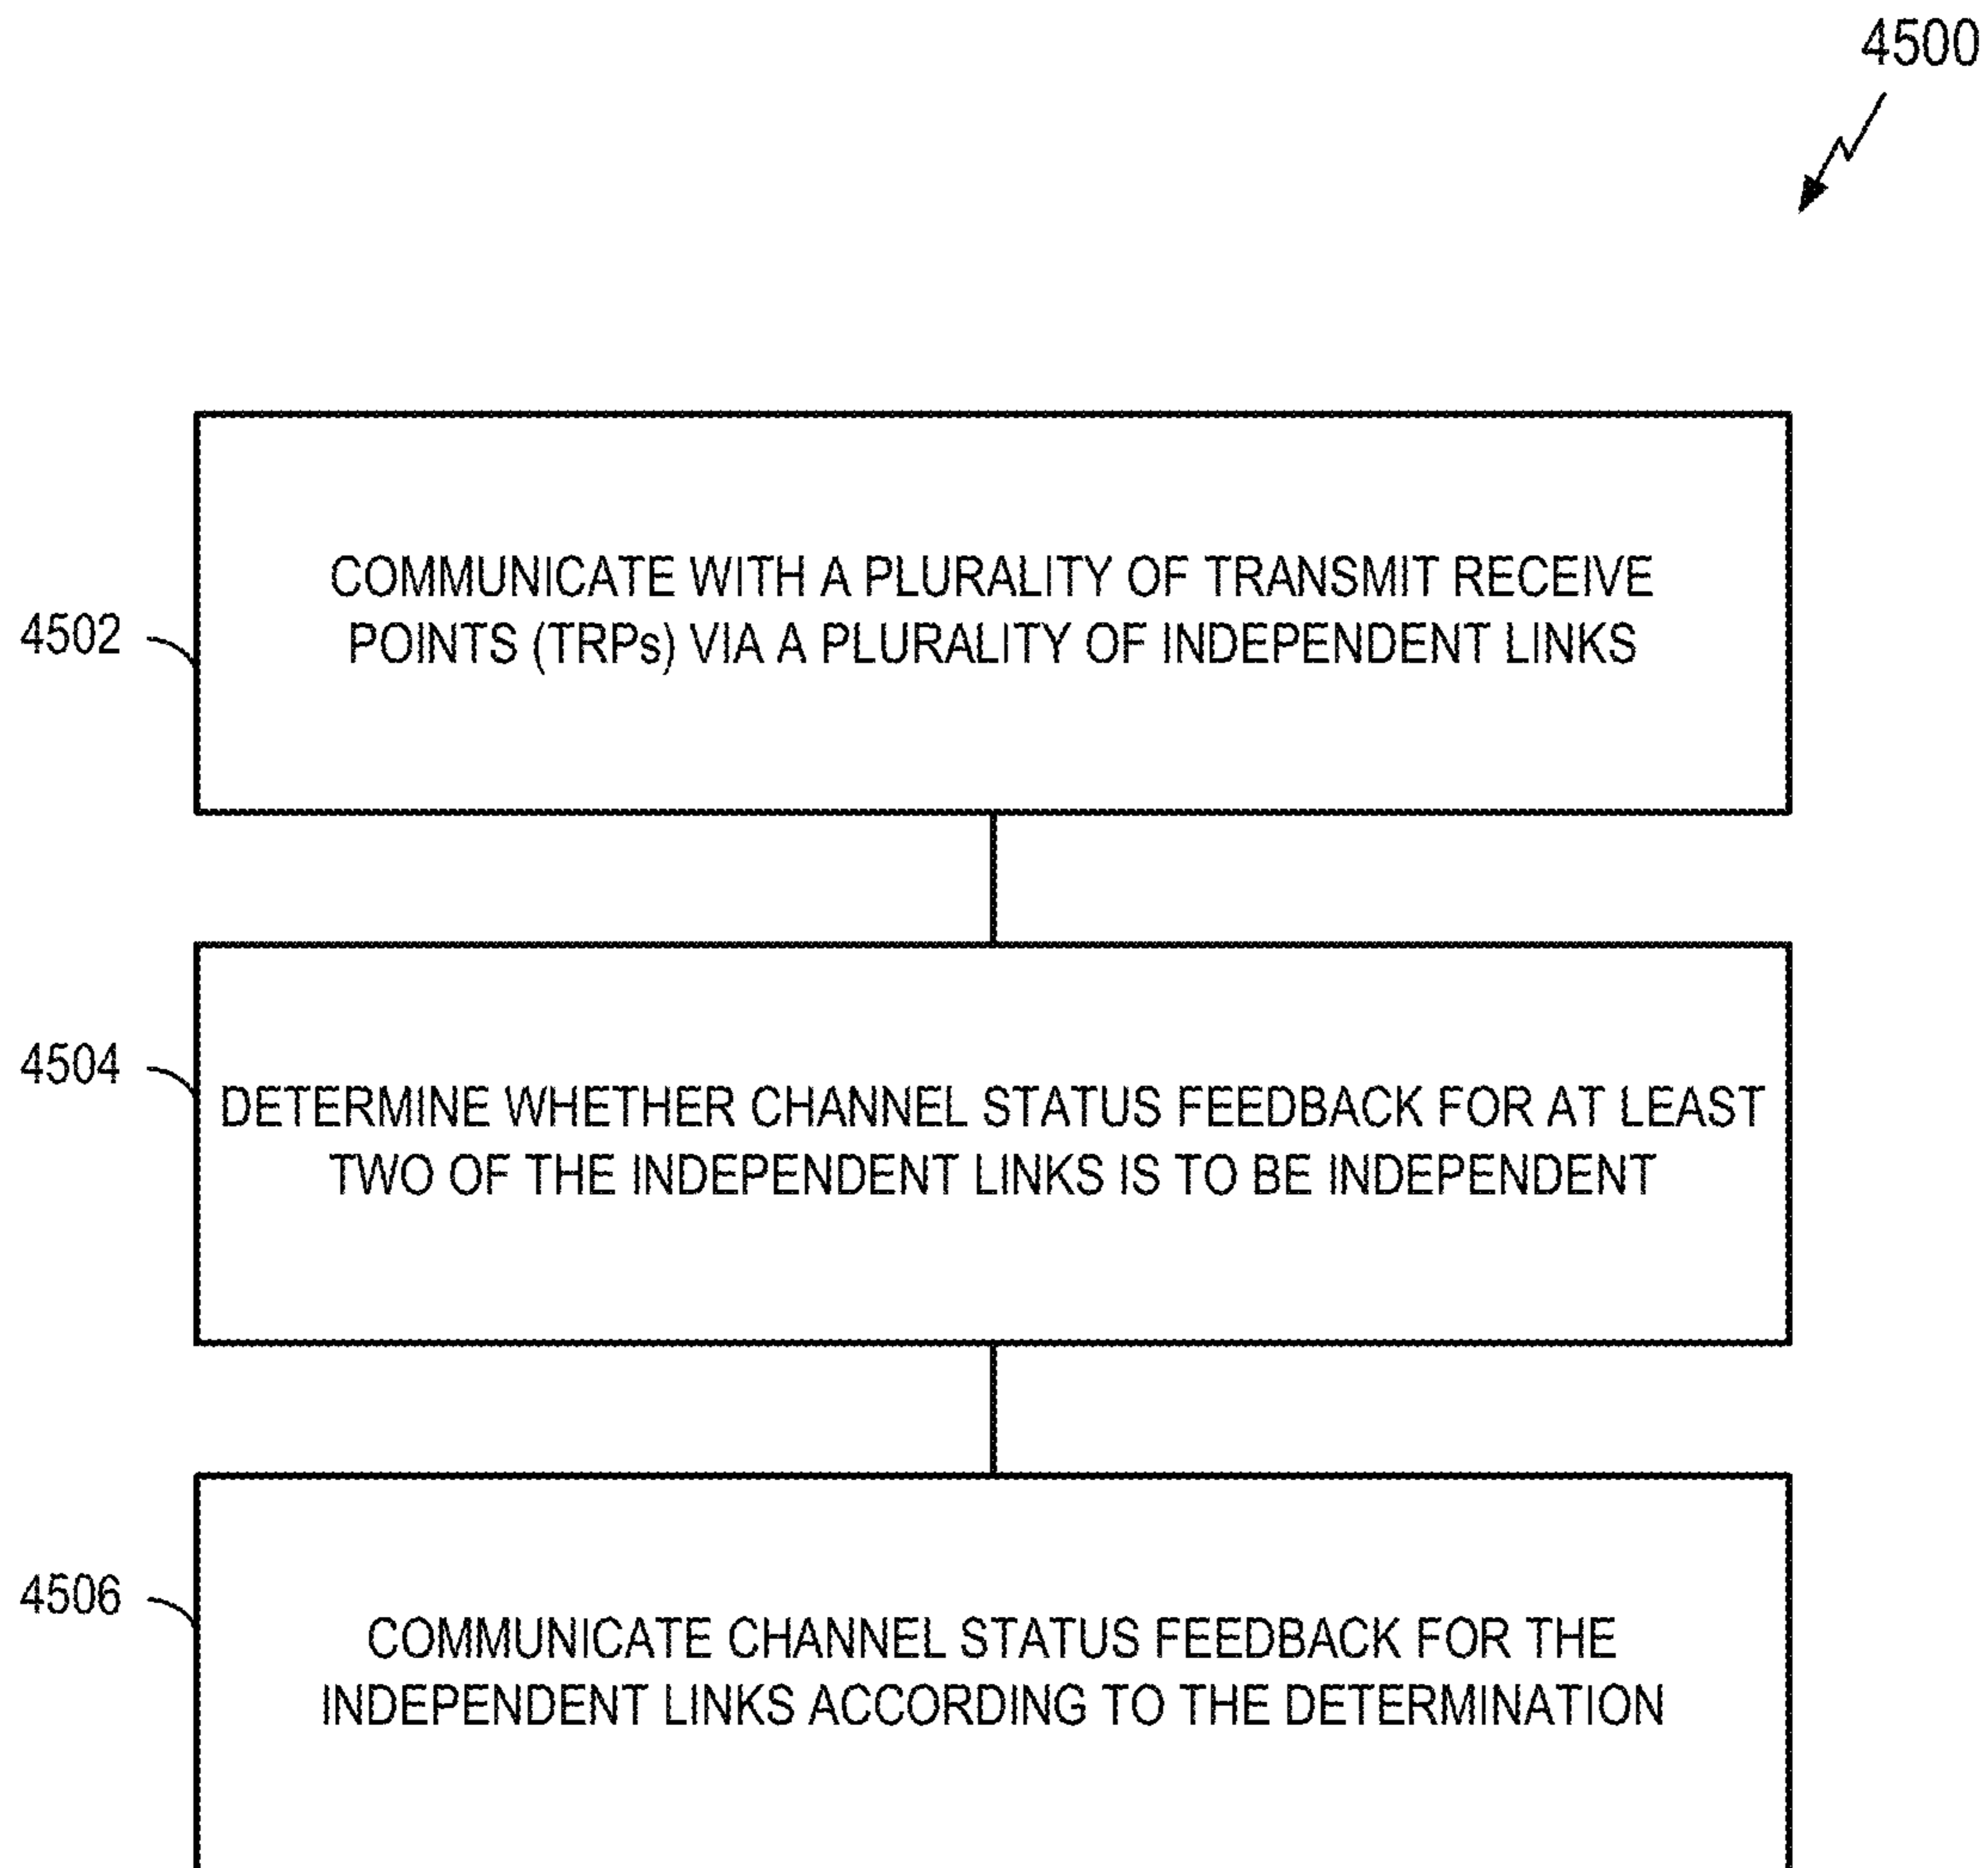 4500
COMMUNICATE WITH A PLURALITY OF TRANSMIT RECEIVE
POINTS (TRPs) VIA A PLURALITY OF INDEPENDENT LINKS
4502
4504
DETERMINE WHETHER CHANNEL STATUS FEEDBACK FOR AT LEAST
TWO OF THE INDEPENDENT LINKS IS TO BE INDEPENDENT
4506
COMMUNICATE CHANNEL STATUS FEEDBACK FOR THE
INDEPENDENT LINKS ACCORDING TO THE DETERMINATION